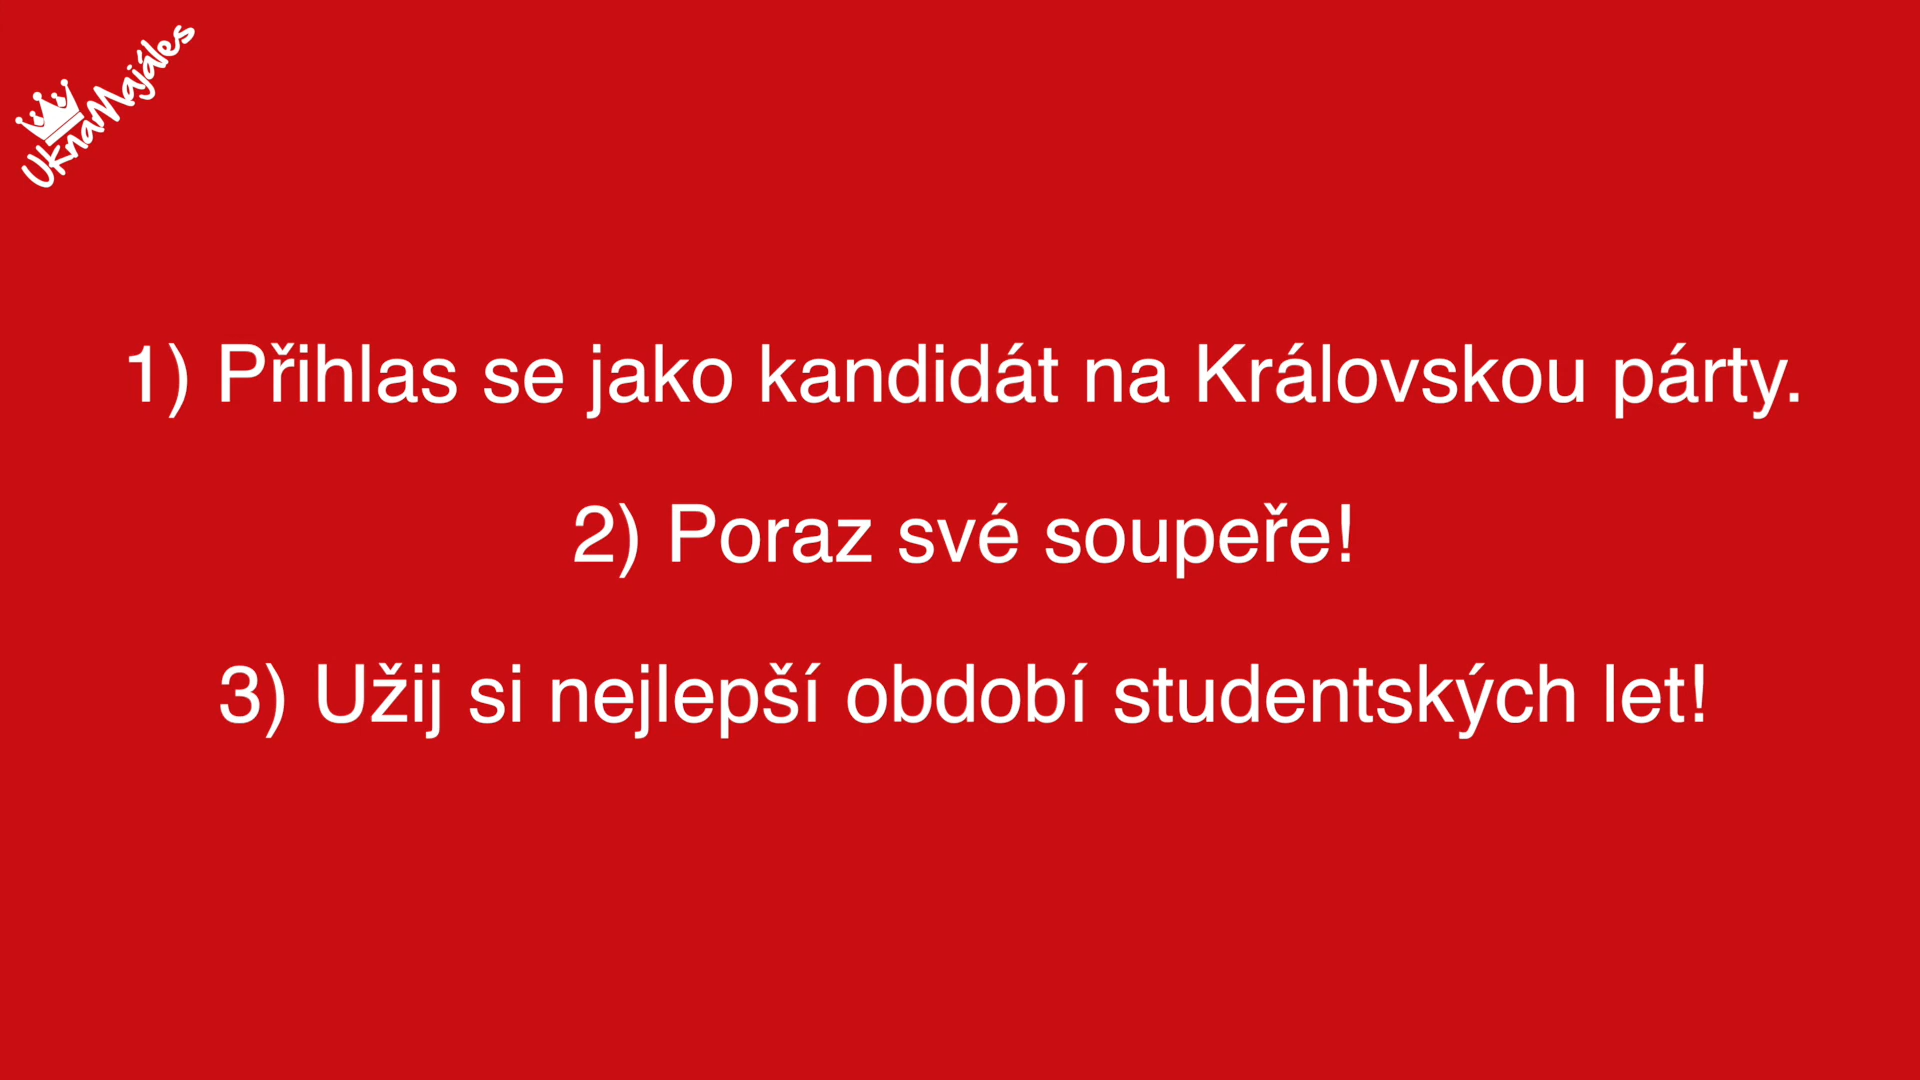 UknaMajáles
1) Přihlas se jako kandidát na Královskou párty.
2) Poraz své soupeře!
3) Užij si nejlepší období studentských let!